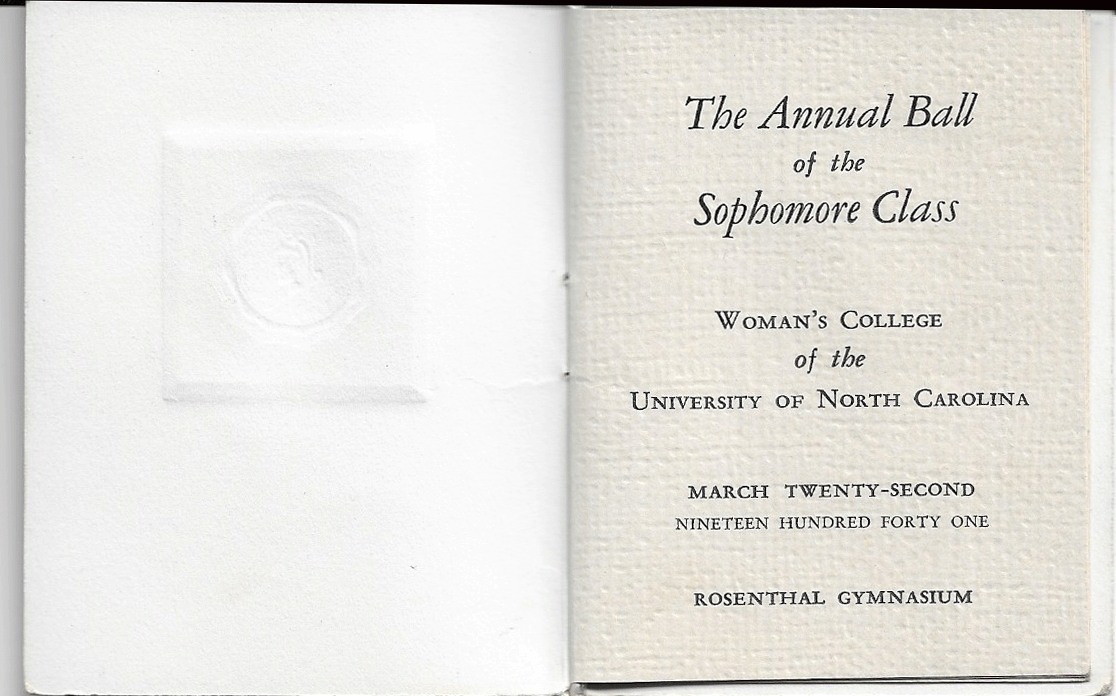 The Annual Ball
of the
Sophomore Class
WOMAN'S COLLEGE
of the
UNIVERSITY OF NORTH CAROLINA
MARCH TWENTY-SECOND
NINETEEN HUNDRED FORTY ONE
ROSENTHAL GYMNASIUM